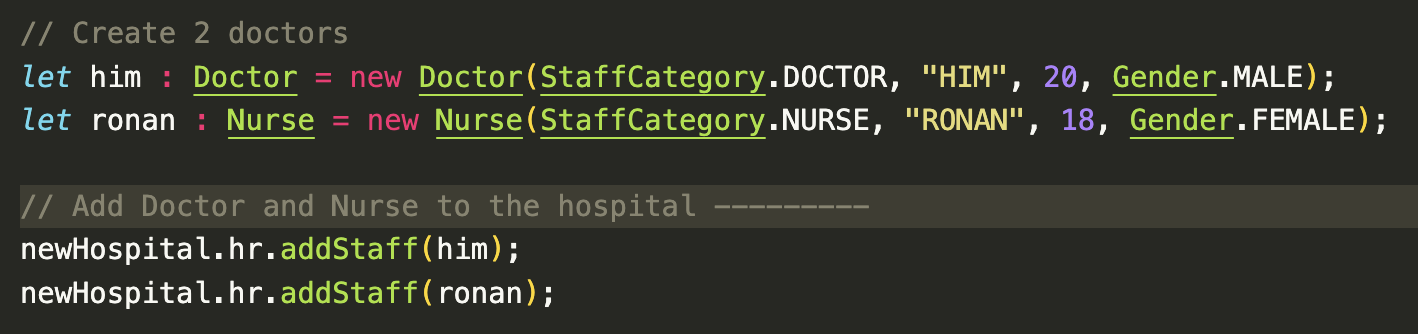 // Create 2 doctors
let him : Doctor = new Doctor(StaffCategory.DOCTOR, "HIM", 20, Gender.MALE);
let ronan : Nurse = new Nurse(StaffCategory.NURSE, "RONAN", 18, Gender.FEMALE);
// Add Doctor and Nurse to the hospital ---------
newHospital.hr.addStaff(him);
newHospital.hr.addStaff(ronan);